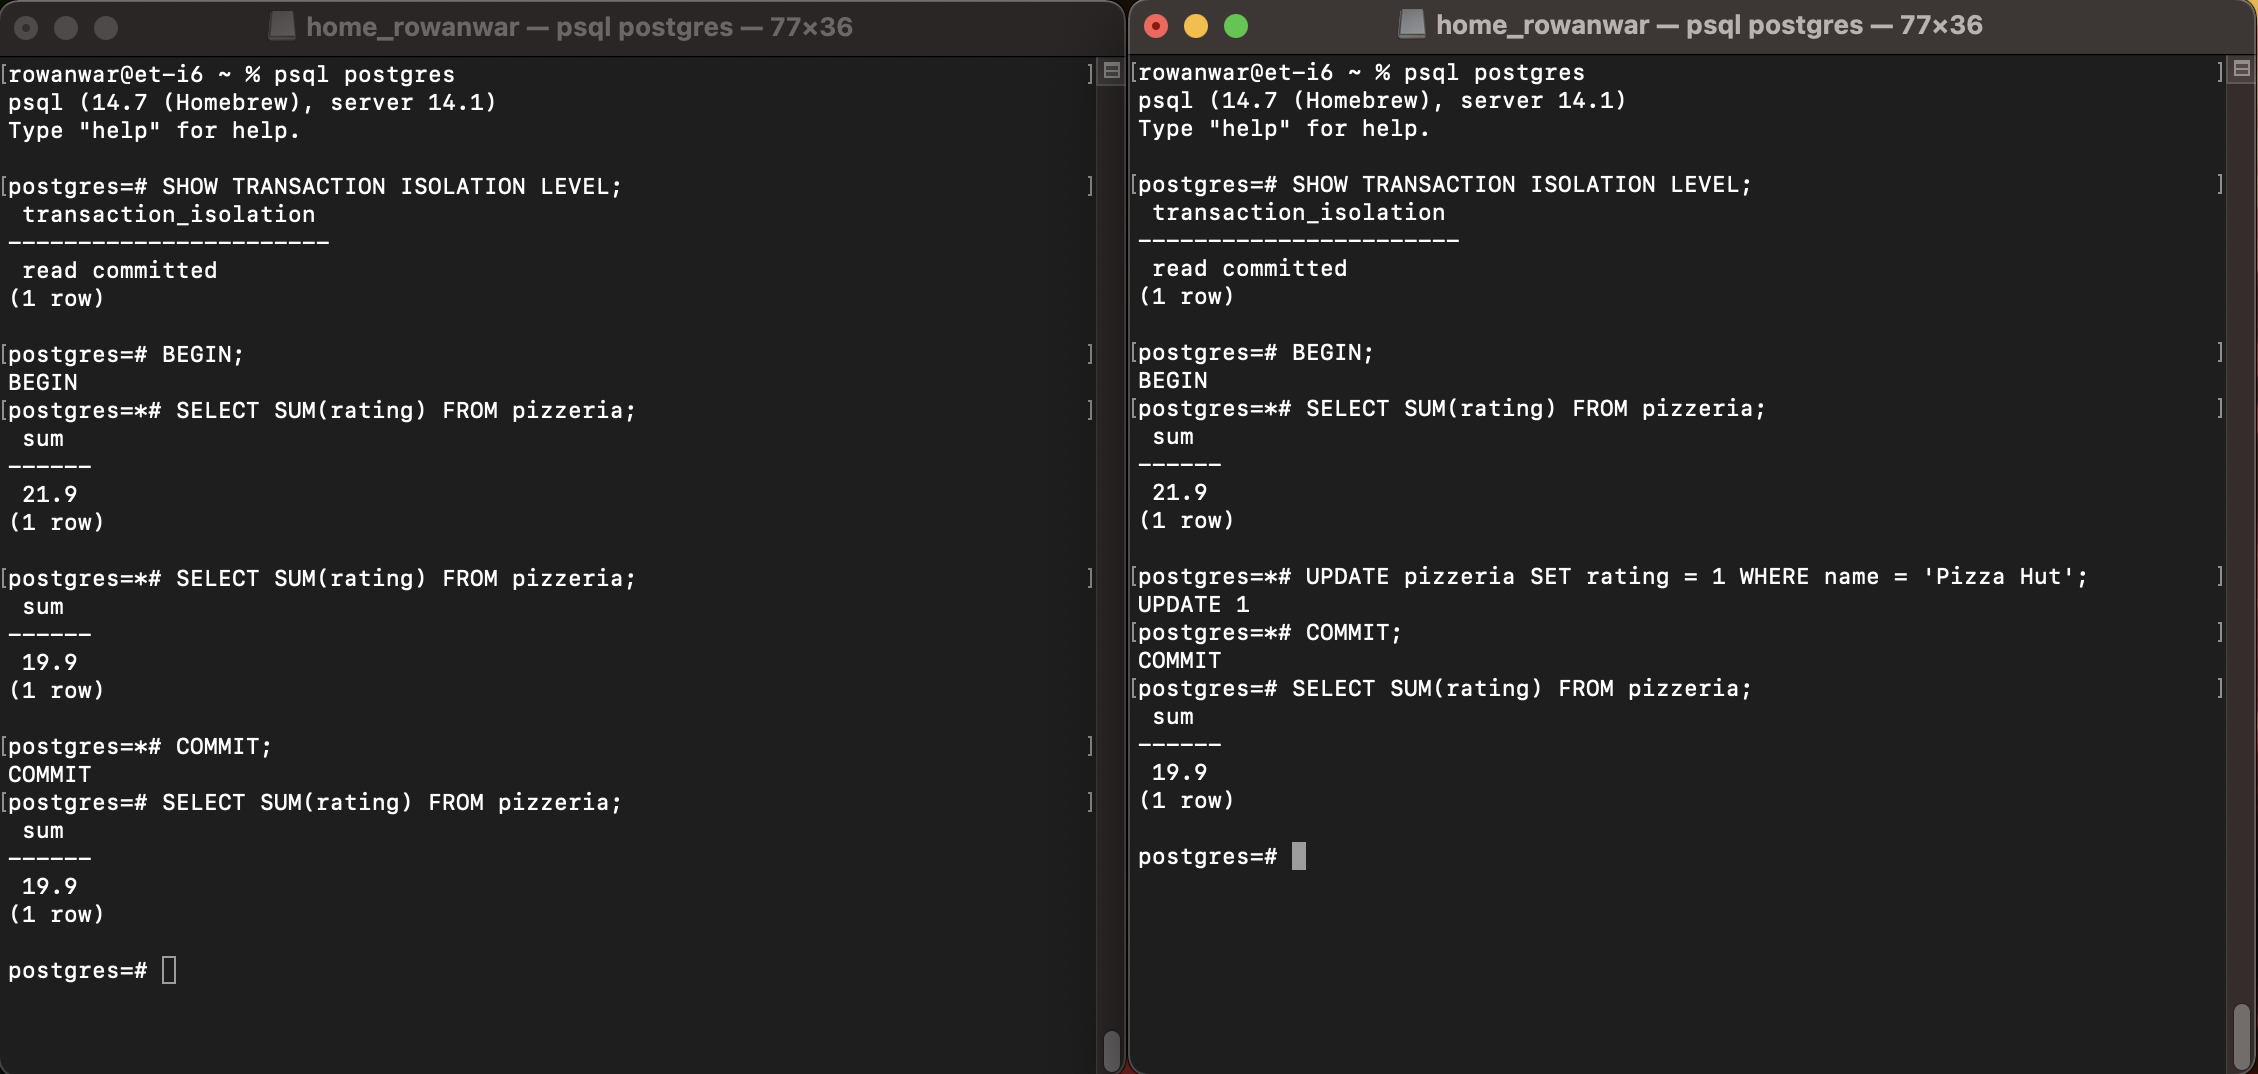 home_rowanwar — psql postgres — 77×36
[rowanwar@et-i6 ~ % psql postgres ]
psql (14.7 (Homebrew), server 14.1)
Type "help" for help.
[postgres=# SHOW TRANSACTION ISOLATION LEVEL; ]
transaction_isolation
-----------------------
read committed
(1 row)
[postgres=# BEGIN; ]
BEGIN
[postgres=*# SELECT SUM(rating) FROM pizzeria; ]
sum
------
21.9
(1 row)
[postgres=*# SELECT SUM(rating) FROM pizzeria; ]
sum
------
19.9
(1 row)
[postgres=*# COMMIT; ]
COMMIT
[postgres=# SELECT SUM(rating) FROM pizzeria; ]
sum
------
19.9
(1 row)
postgres=#
home_rowanwar — psql postgres — 77×36
[rowanwar@et-i6 ~ % psql postgres ]
psql (14.7 (Homebrew), server 14.1)
Type "help" for help.
[postgres=# SHOW TRANSACTION ISOLATION LEVEL; ]
transaction_isolation
-----------------------
read committed
(1 row)
[postgres=# BEGIN; ]
BEGIN
[postgres=*# SELECT SUM(rating) FROM pizzeria; ]
sum
------
21.9
(1 row)
[postgres=*# UPDATE pizzeria SET rating = 1 WHERE name = 'Pizza Hut'; ]
UPDATE 1
[postgres=*# COMMIT; ]
COMMIT
[postgres=# SELECT SUM(rating) FROM pizzeria; ]
sum
------
19.9
(1 row)
postgres=#